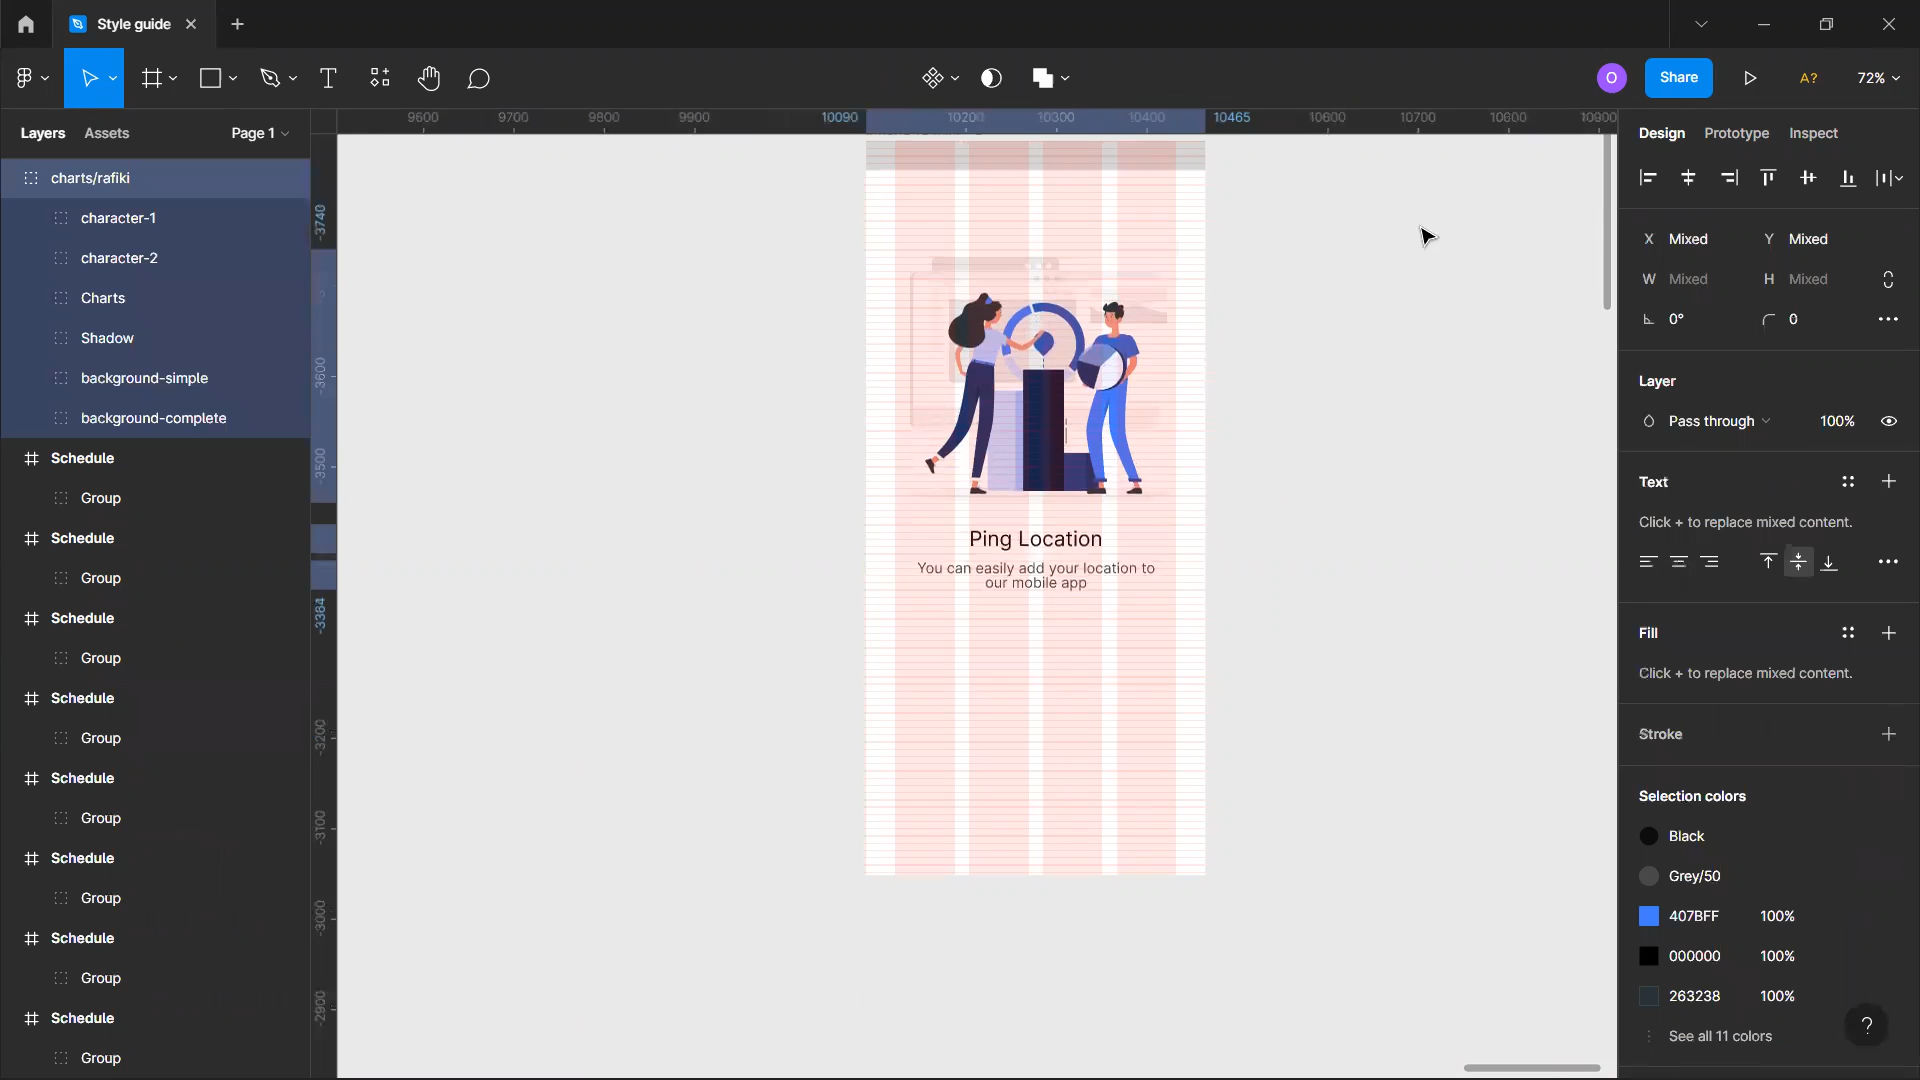 Style guide
A?
72%
Share
O
Layers
Assets
Page 1
9600
9700
9800
9900
10090
10200
10300
10400
10465
10600
10700
10800
10900
Design
Prototype
Inspect
charts/rafiki
character-1
character-2
Charts
Shadow
background-simple
background-complete
Schedule
Group
Schedule
Group
Schedule
Group
Schedule
Group
Schedule
Group
Schedule
Group
Schedule
Group
Schedule
Group
-3740
-3600
-3500
-3364
-3200
-3100
-3000
-2900
Ping Location
You can easily add your location to
our mobile app
X Mixed
Y Mixed
W Mixed
H Mixed
0°
0
Layer
Pass through
100%
Text
Click + to replace mixed content.
Fill
Click + to replace mixed content.
Stroke
Selection colors
Black
Grey/50
407BFF 100%
000000 100%
263238 100%
See all 11 colors
?